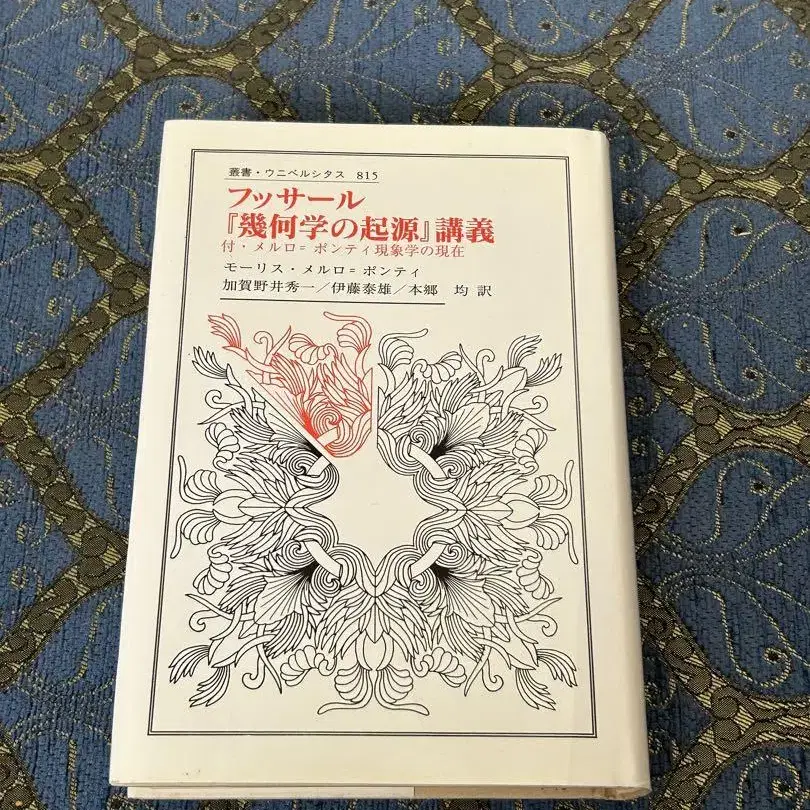 叢書・ウニベルシタス 815
フッサール
『幾何学の起源』講義
付・メルロ=ポンティ現象学の現在
モーリス・メルロ=ポンティ
加賀野井秀一／伊藤泰雄／本郷 均 訳